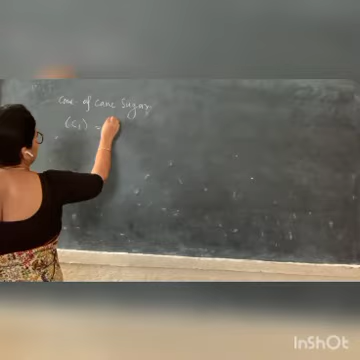 Conc of Cane Sugar
(C₁) =
InShOt